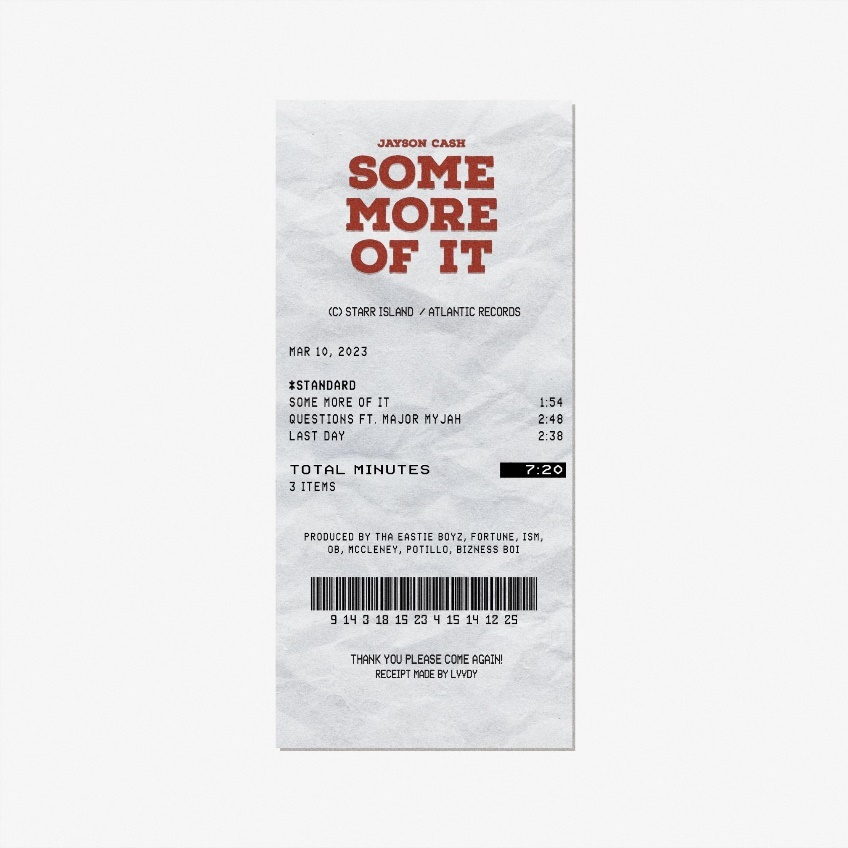 JAYSON CASH
SOME
MORE
OF IT
(C) STARR ISLAND / ATLANTIC RECORDS
MAR 10, 2023
*STANDARD
SOME MORE OF IT 1:54
QUESTIONS FT. MAJOR MYJAH 2:48
LAST DAY 2:38
TOTAL MINUTES 7:20
3 ITEMS
PRODUCED BY THA EASTIE BOYZ, FORTUNE, ISM,
OB, MCCLENEY, POTILLO, BIZNESS BOI
9 14 3 18 15 23 4 15 14 12 25
THANK YOU PLEASE COME AGAIN!
RECEIPT MADE BY LVVDY